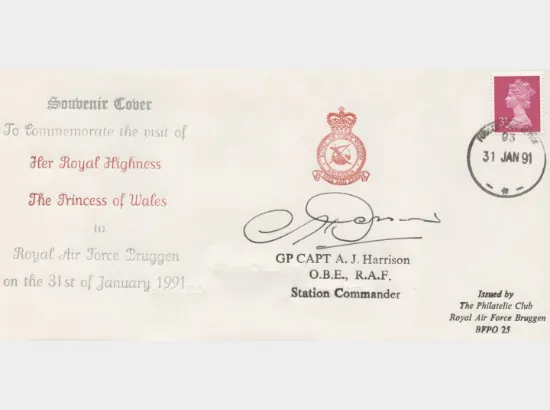 Souvenir Cover
To Commemorate the visit of
Her Royal Highness
The Princess of Wales
to
Royal Air Force Bruggen
on the 31st of January 1991
GP CAPT A. J. Harrison
O.B.E., R.A.F.
Station Commander
31 JAN 91
Issued by
The Philatelic Club
Royal Air Force Bruggen
BFPO 25